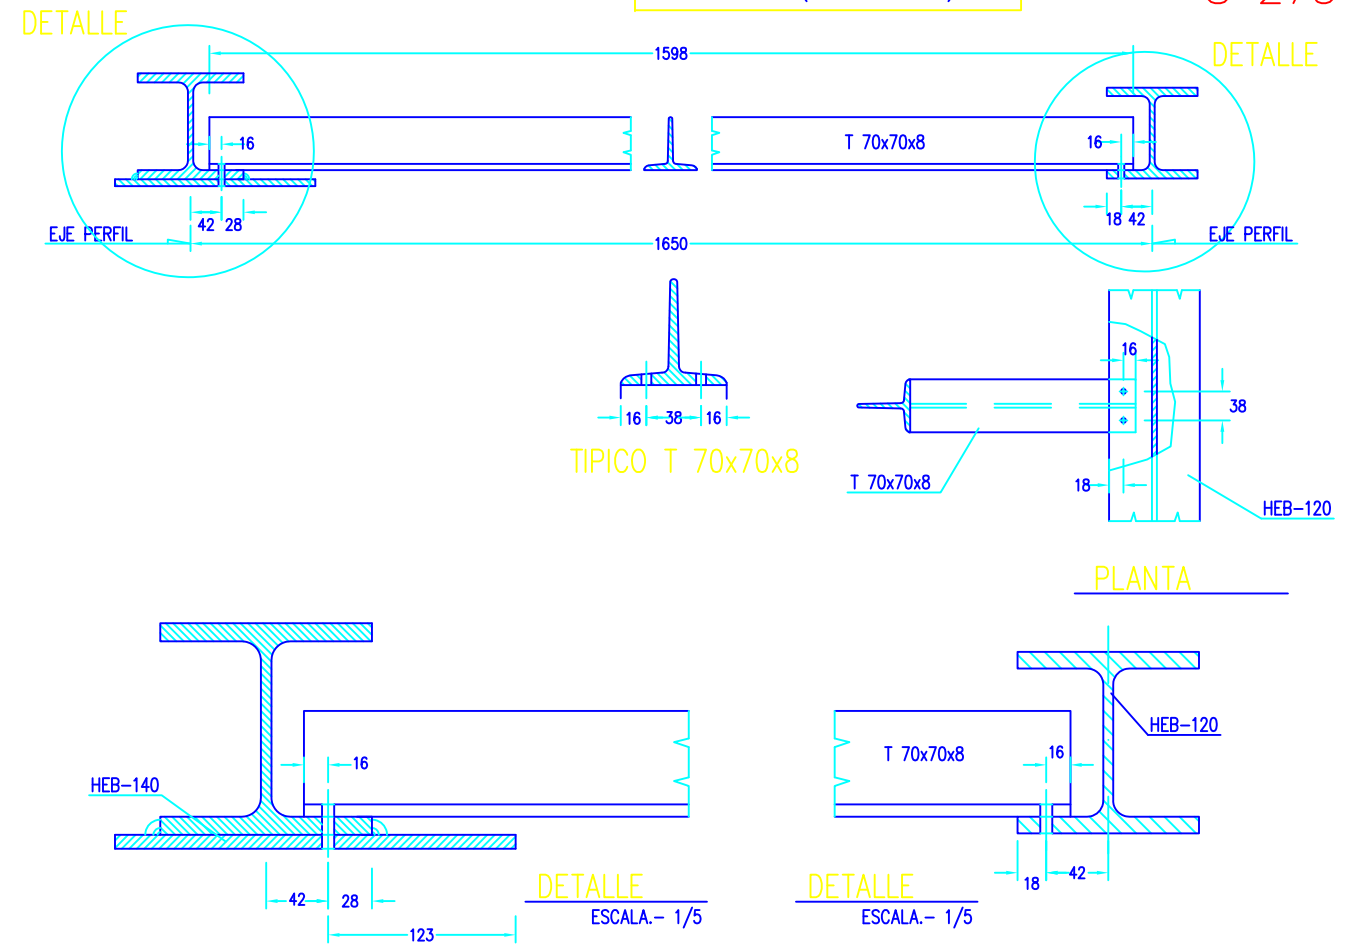 DETALLE
1598
DETALLE
16
T 70x70x8
16
42 28
18 42
EJE PERFIL
1650
EJE PERFIL
16 38 16
TIPICO T 70x70x8
16
38
T 70x70x8
18
HEB-120
PLANTA
HEB-140
16
42 28
123
DETALLE
ESCALA.- 1/5
T 70x70x8
16
HEB-120
18 42
DETALLE
ESCALA.- 1/5